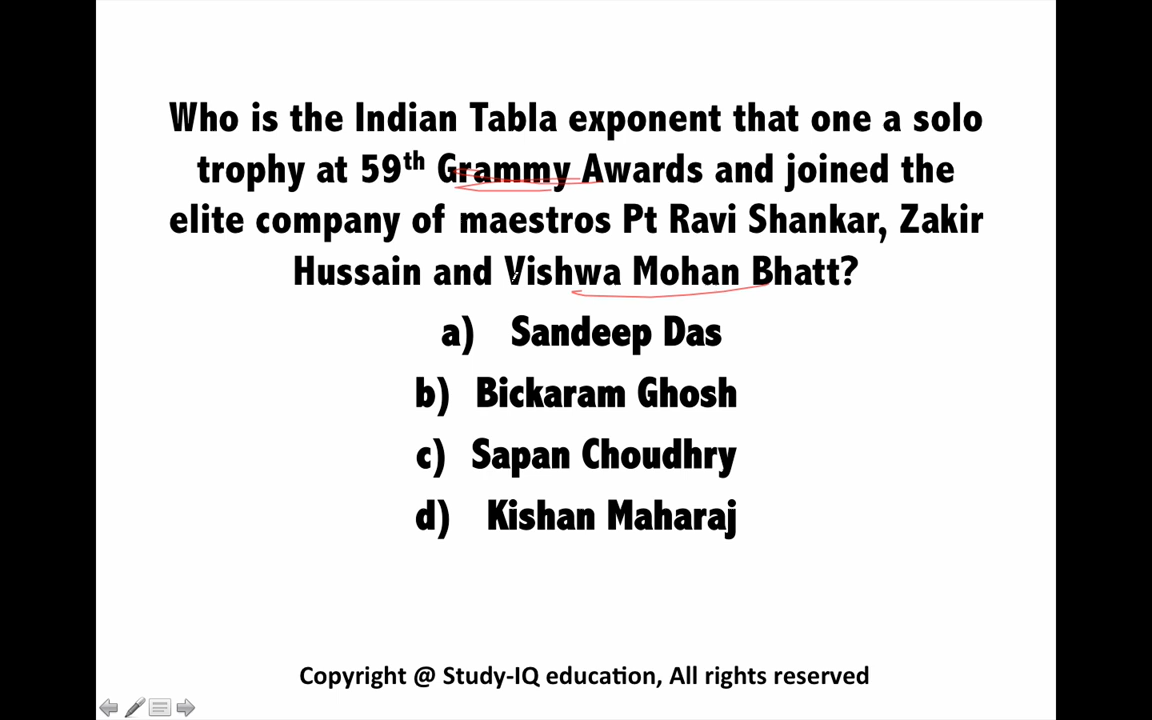 Who is the Indian Tabla exponent that one a solo
trophy at 59th Grammy Awards and joined the
elite company of maestros Pt Ravi Shankar, Zakir
Hussain and Vishwa Mohan Bhatt?
a) Sandeep Das
b) Bickaram Ghosh
c) Sapan Choudhry
d) Kishan Maharaj
Copyright @ Study-IQ education, All rights reserved